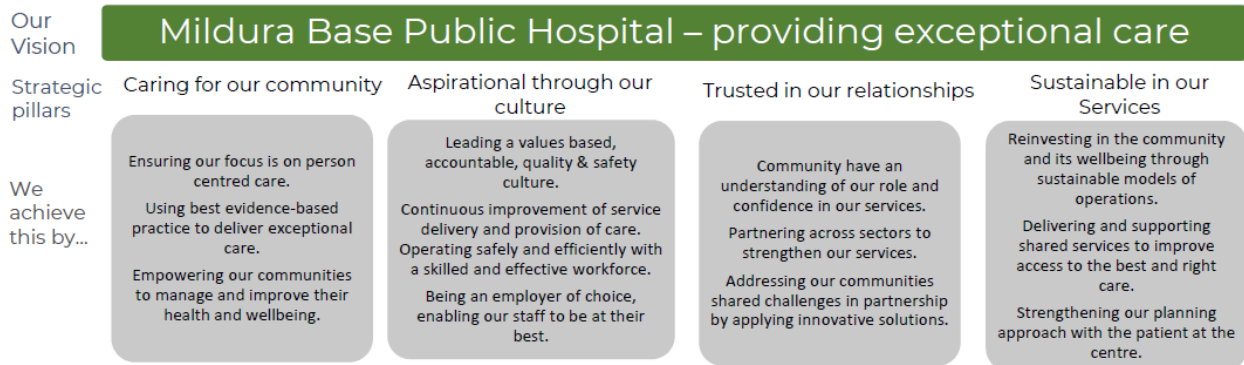 Our
Vision
Mildura Base Public Hospital – providing exceptional care
Strategic
pillars
Caring for our community
Aspirational through our
culture
Trusted in our relationships
Sustainable in our
Services
We
achieve
this by...
Ensuring our focus is on person
centred care.
Using best evidence-based
practice to deliver exceptional
care.
Empowering our communities
to manage and improve their
health and wellbeing.
Leading a values based,
accountable, quality & safety
culture.
Continuous improvement of service
delivery and provision of care.
Operating safely and efficiently with
a skilled and effective workforce.
Being an employer of choice,
enabling our staff to be at their
best.
Community have an
understanding of our role and
confidence in our services.
Partnering across sectors to
strengthen our services.
Addressing our communities
shared challenges in partnership
by applying innovative solutions.
Reinvesting in the community
and its wellbeing through
sustainable models of
operations.
Delivering and supporting
shared services to improve
access to the best and right
care.
Strengthening our planning
approach with the patient at the
centre.